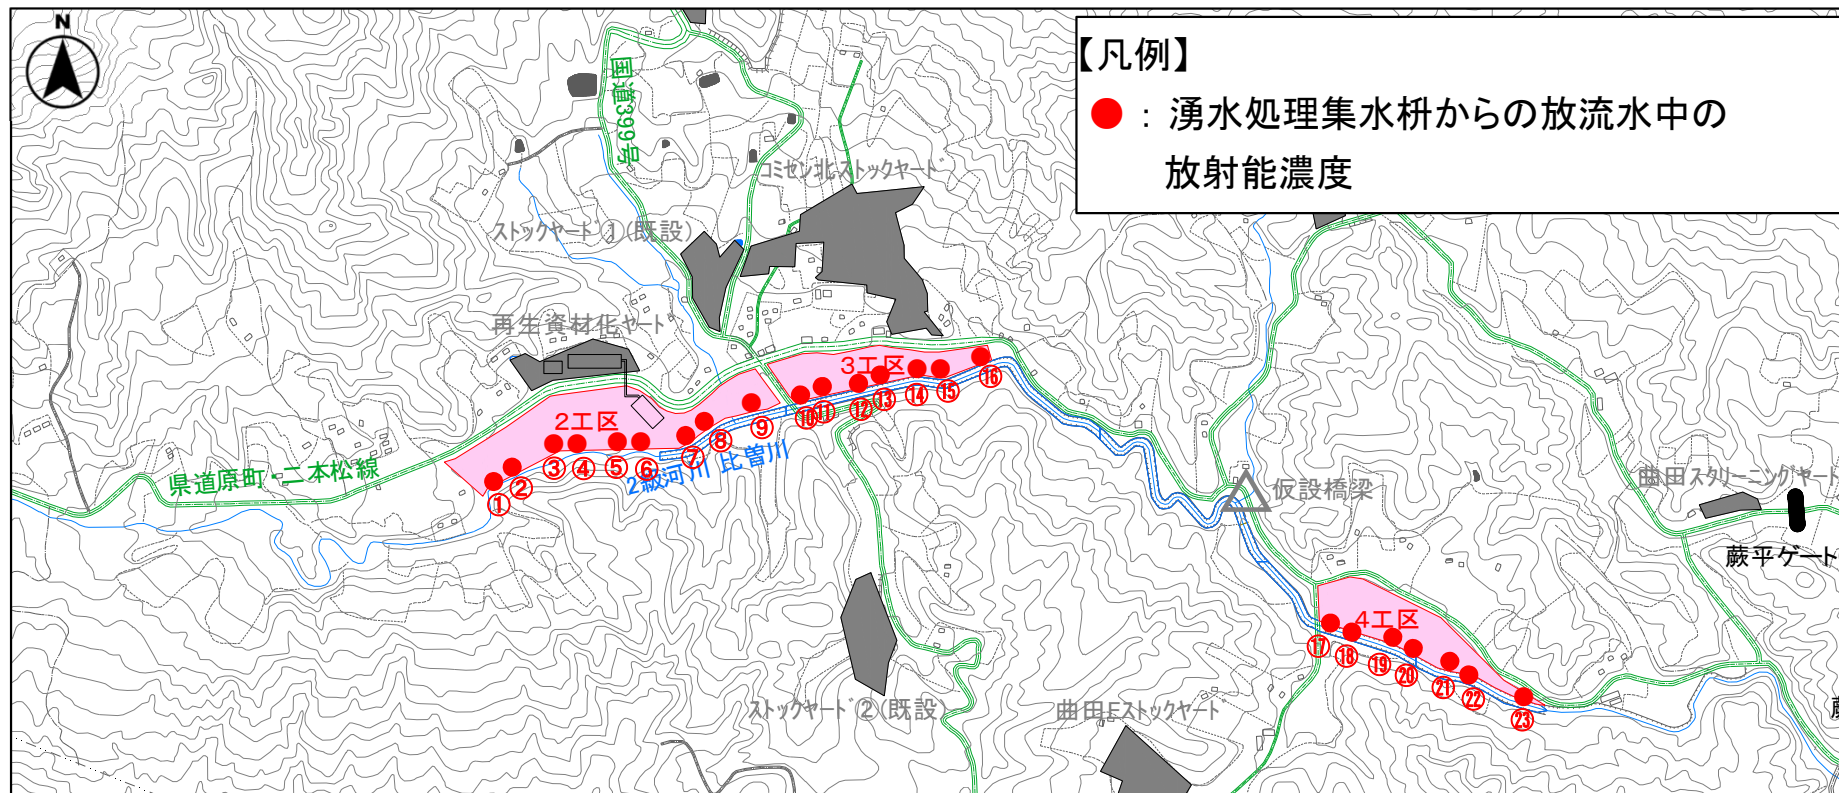 N
【凡例】
● : 湧水処理集水枡からの放流水中の
放射能濃度
国道399号
コミセン北ストックヤード
ストックヤード①(既設)
再生資材化ヤード
2工区
3工区
4工区
県道原町・二本松線
2級河川 比曽川
①
②
③
④
⑤
⑥
⑦
⑧
⑨
⑩
⑪
⑫
⑬
⑭
⑮
⑯
仮設橋梁
曲田スクリーニングヤード
蕨平ゲート
⑰
⑱
⑲
⑳
㉑
㉒
㉓
ストックヤード②(既設)
曲田Eストックヤード
蕨